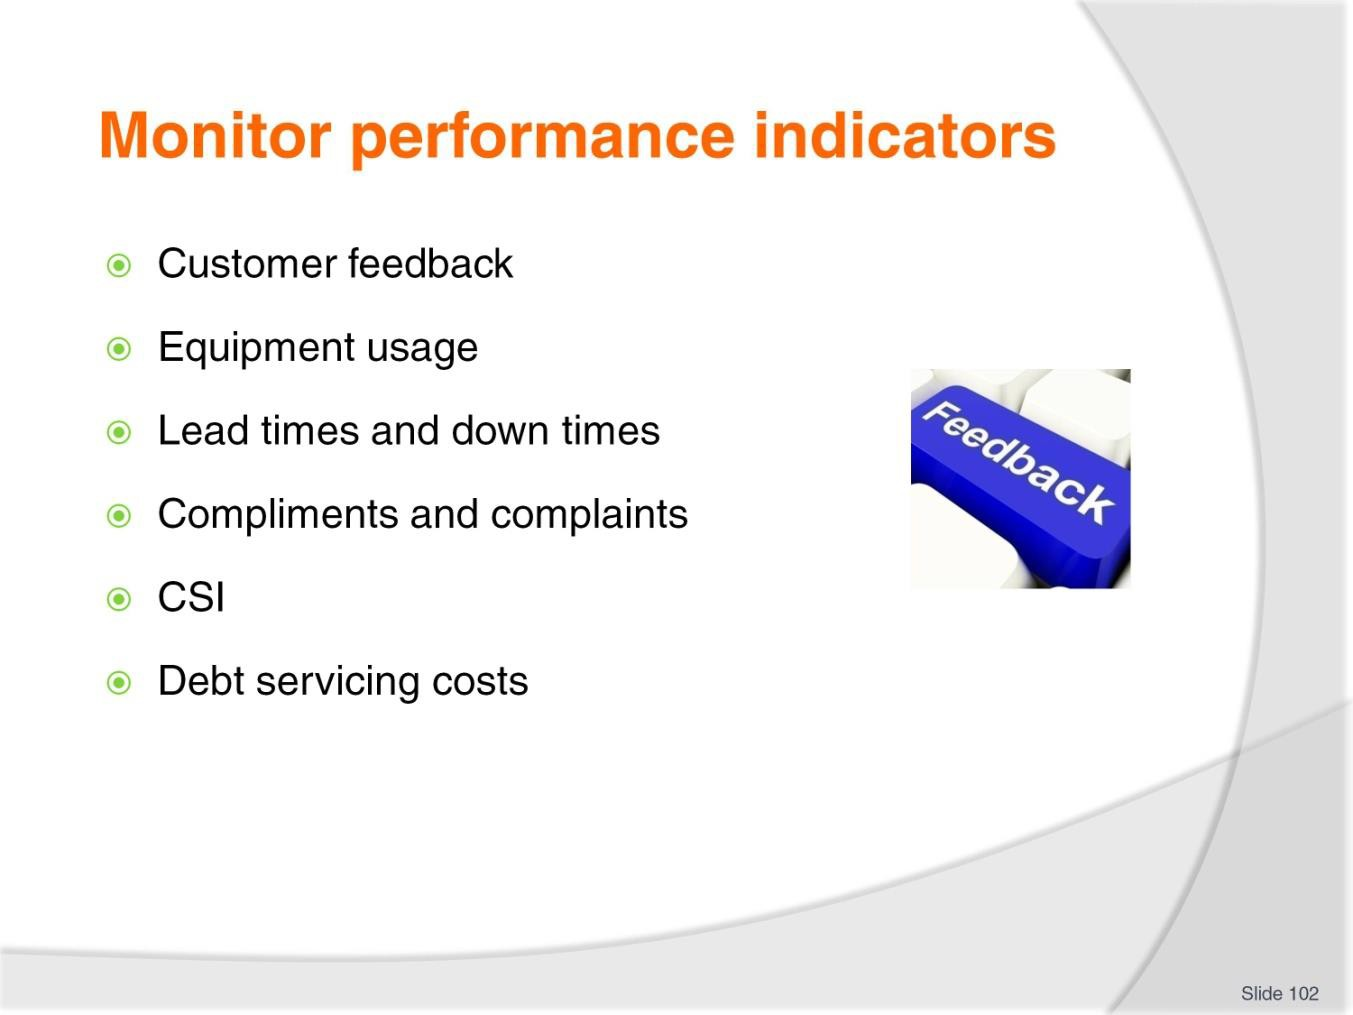 Monitor performance indicators
Customer feedback
Equipment usage
Lead times and down times
Compliments and complaints
CSI
Debt servicing costs
Feedback
Slide 102